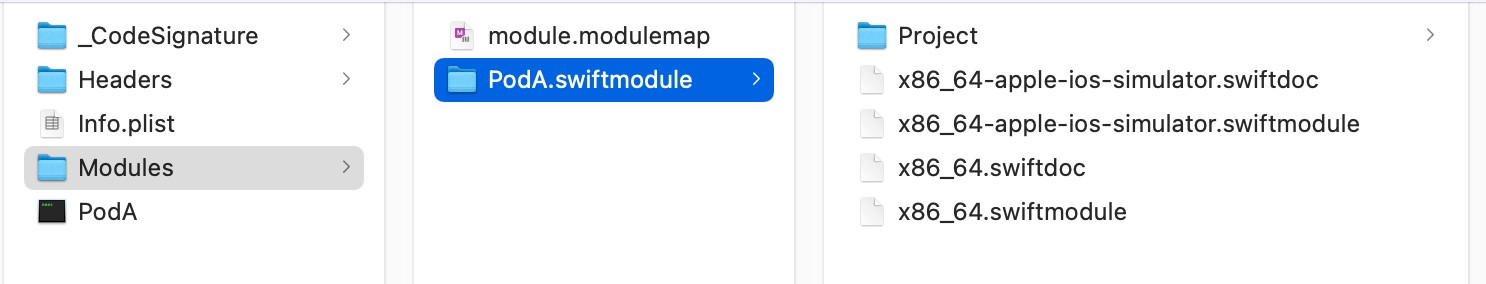 _CodeSignature
Headers
Info.plist
Modules
PodA
module.modulemap
PodA.swiftmodule
Project
x86_64-apple-ios-simulator.swiftdoc
x86_64-apple-ios-simulator.swiftmodule
x86_64.swiftdoc
x86_64.swiftmodule